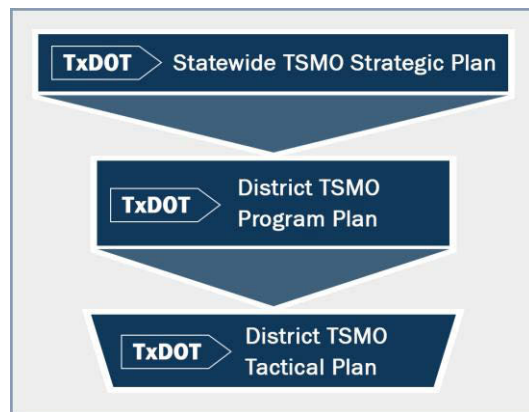 TxDOT Statewide TSMO Strategic Plan
TxDOT
District TSMO
Program Plan
TxDOT
District TSMO
Tactical Plan